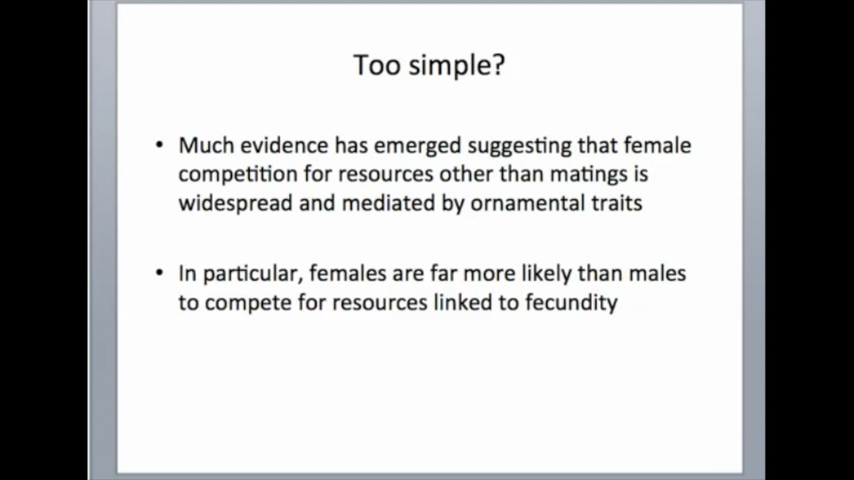 Too simple?
• Much evidence has emerged suggesting that female
competition for resources other than matings is
widespread and mediated by ornamental traits
• In particular, females are far more likely than males
to compete for resources linked to fecundity